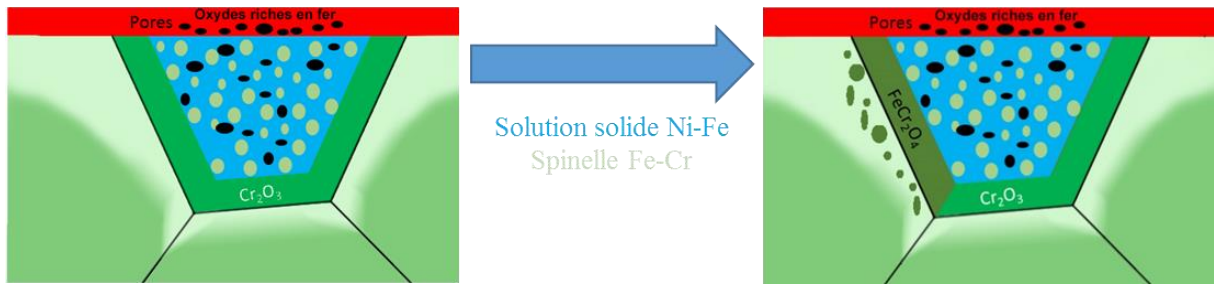 Oxydes riches en fer
Pores
Cr₂O₃
Solution solide Ni-Fe
Spinelle Fe-Cr
Oxydes riches en fer
Pores
FeCr₂O₄
Cr₂O₃